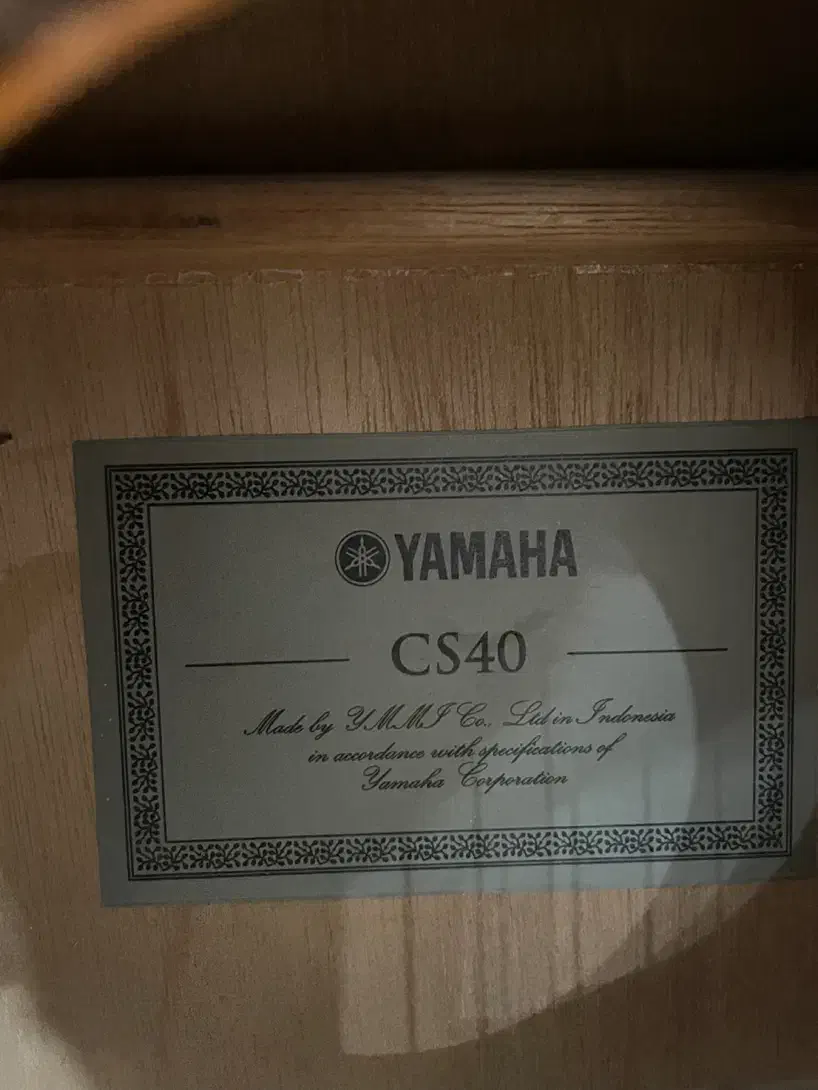 YAMAHA
CS40
Made by YMMI Co., Ltd in Indonesia
in accordance with specifications of
Yamaha Corporation